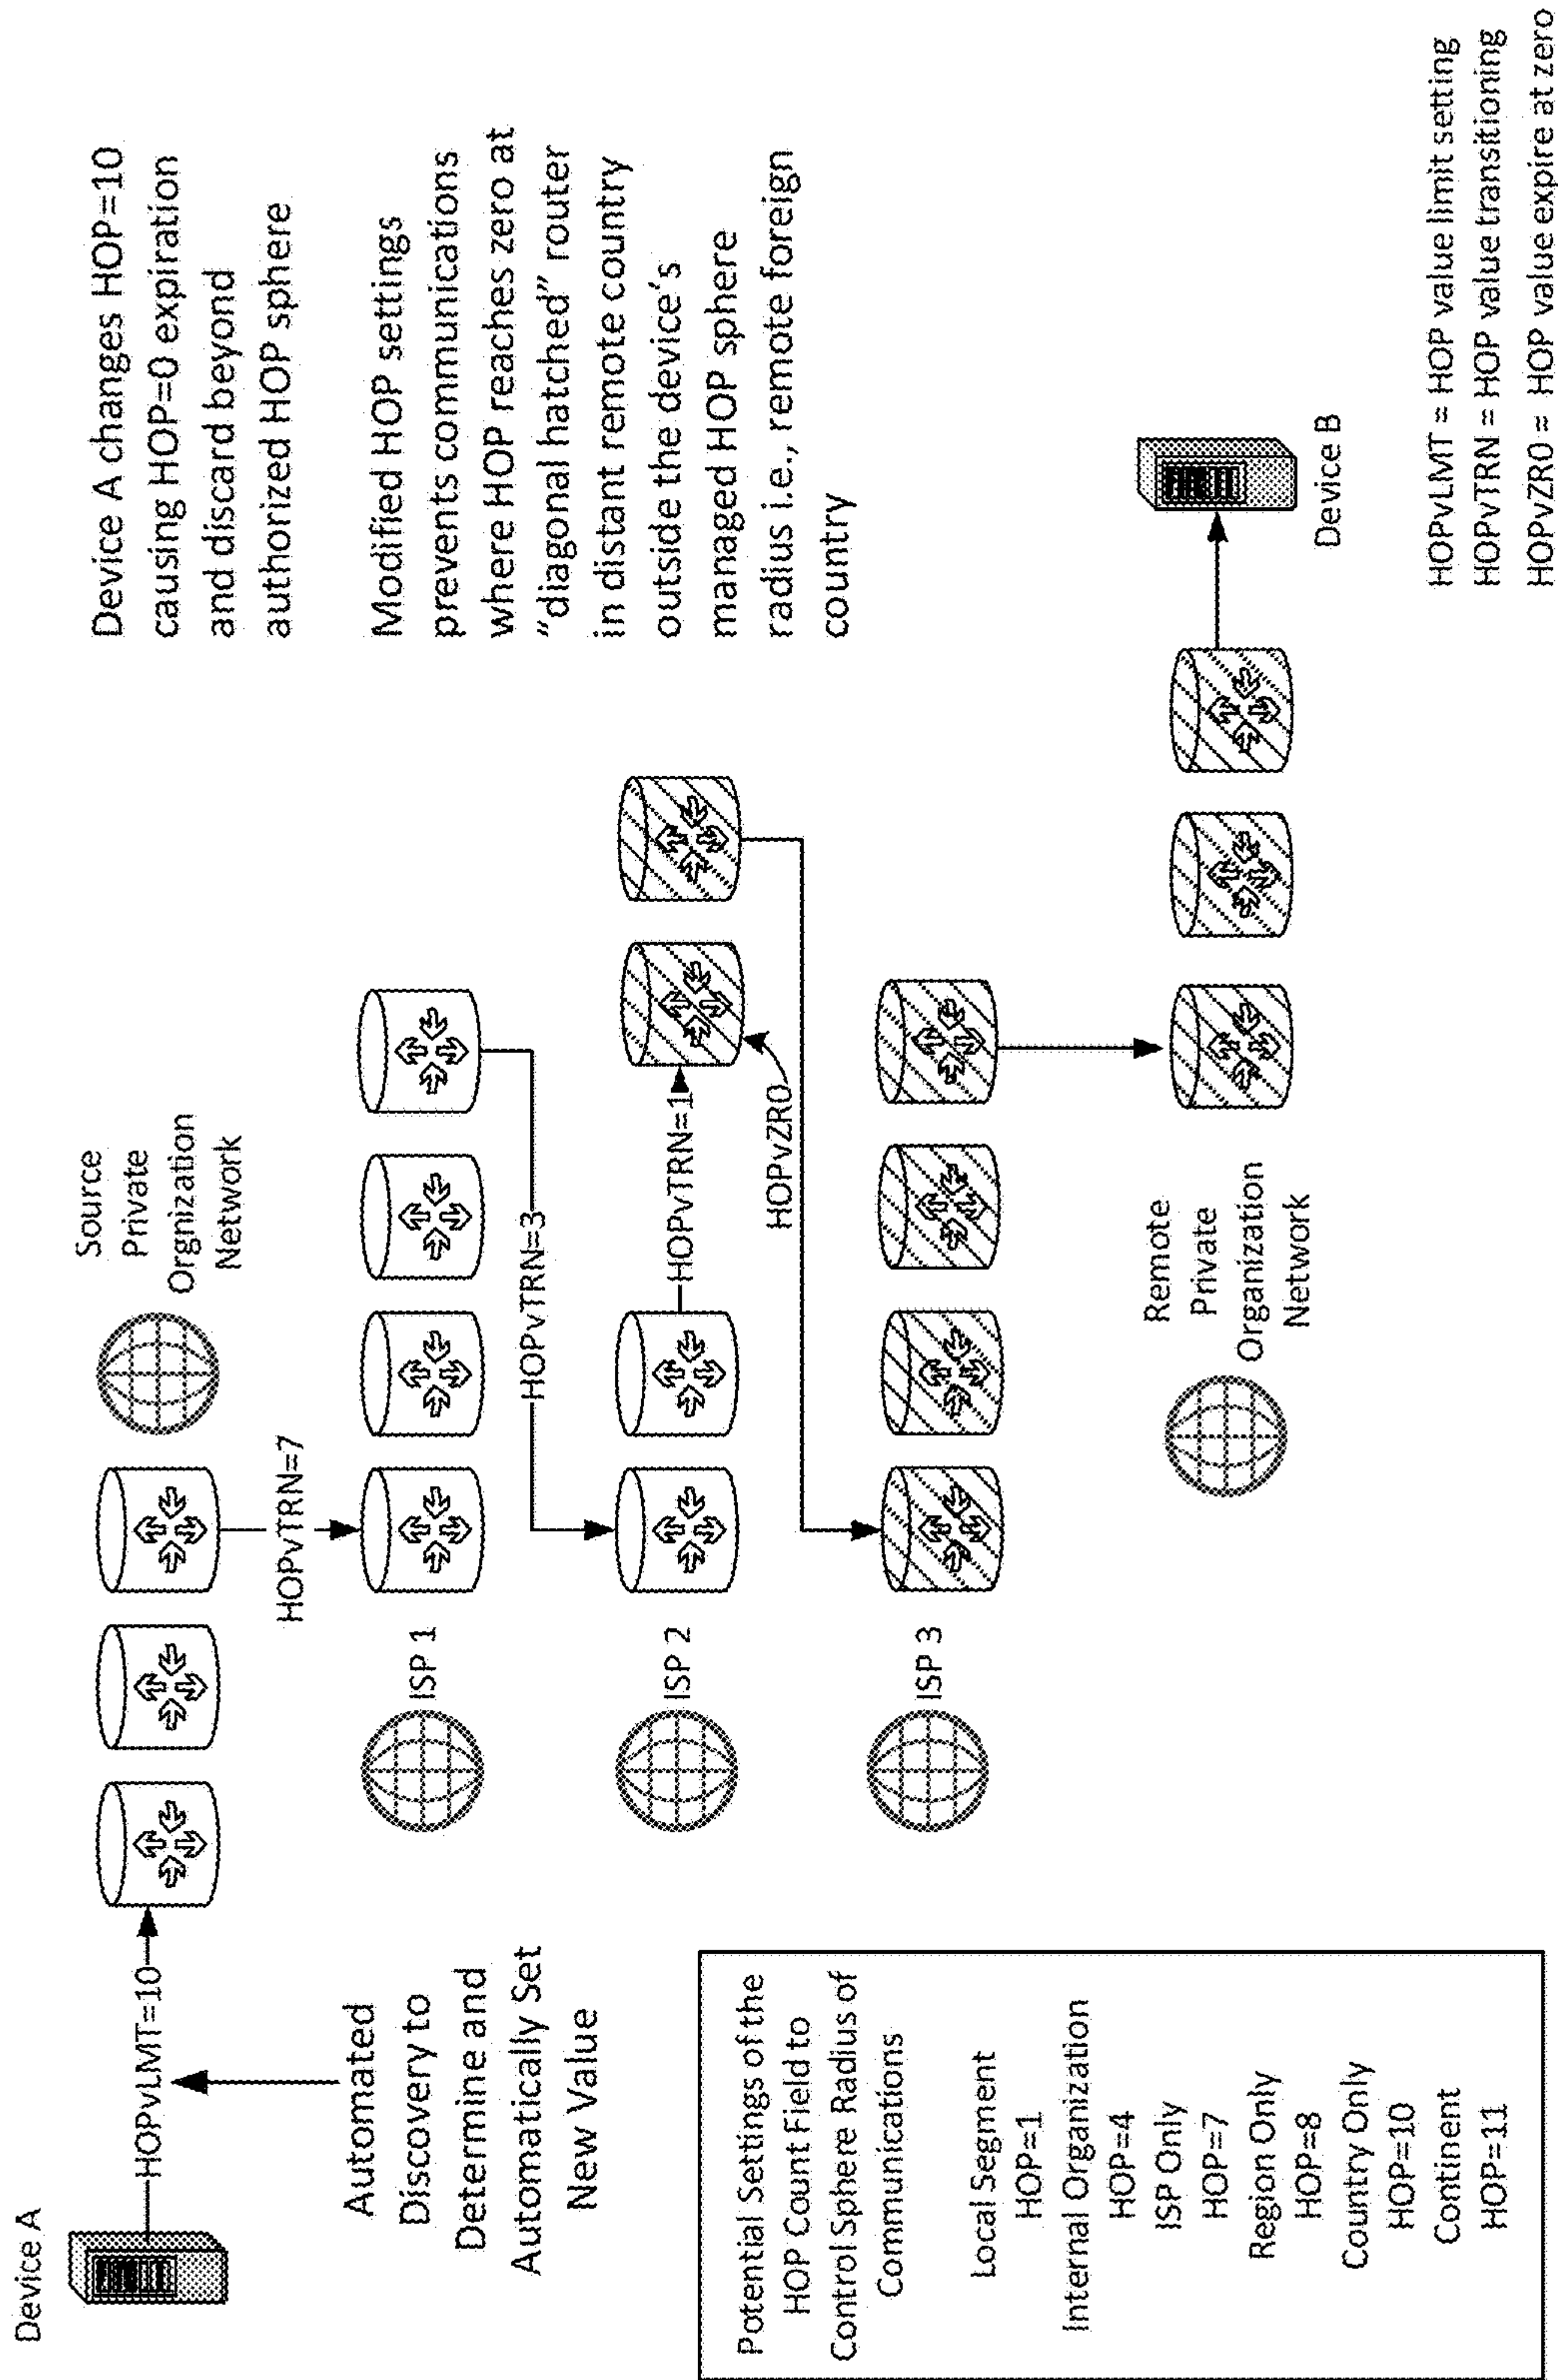 Device A
HOPvLMT=10
Automated
Discovery to
Determine and
Automatically Set
New Value
Source
Private
Orgnization
Network
HOPvTRN=7
Device A changes HOP=10
causing HOP=0 expiration
and discard beyond
authorized HOP sphere
Modified HOP settings
prevents communications
where HOP reaches zero at
"diagonal hatched" router
in distant remote country
outside the device's
managed HOP sphere
radius i.e., remote foreign
country
ISP 1
HOPvTRN=3
ISP 2
HOPvTRN=1
HOPvZR0
ISP 3
Remote
Private
Organization
Network
Device B
Potential Settings of the
HOP Count Field to
Control Sphere Radius of
Communications
Local Segment
HOP=1
Internal Organization
HOP=4
ISP Only
HOP=7
Region Only
HOP=8
Country Only
HOP=10
Continent
HOP=11
HOPvLMT = HOP value limit setting
HOPvTRN = HOP value transitioning
HOPvZR0 = HOP value expire at zero